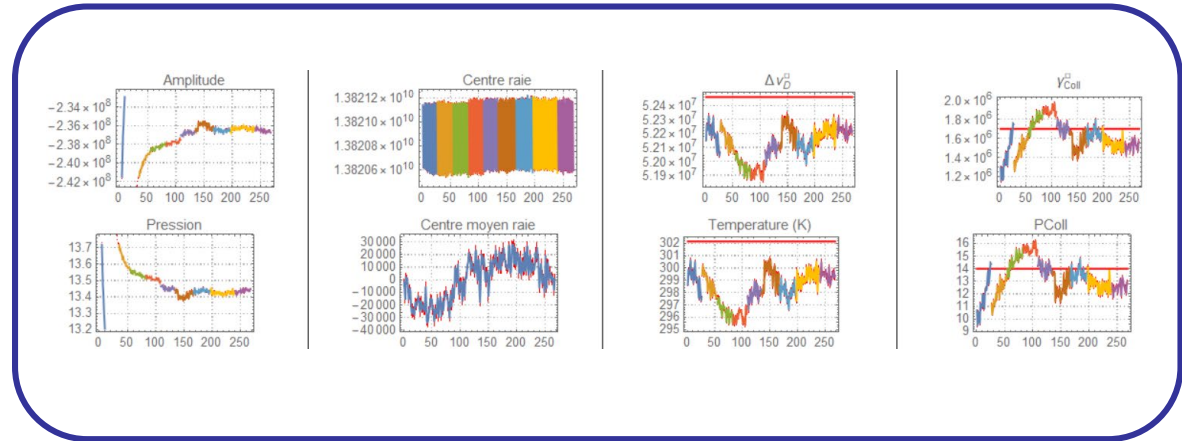 Amplitude
−2.34 × 10⁸
−2.36 × 10⁸
−2.38 × 10⁸
−2.40 × 10⁸
−2.42 × 10⁸
0 50 100 150 200 250
Centre raie
1.38212 × 10¹⁰
1.38210 × 10¹⁰
1.38208 × 10¹⁰
1.38206 × 10¹⁰
0 50 100 150 200 250
5.24 × 10⁷
5.23 × 10⁷
5.22 × 10⁷
5.21 × 10⁷
5.20 × 10⁷
5.19 × 10⁷
0 50 100 150 200 250
2.0 × 10⁶
1.8 × 10⁶
1.6 × 10⁶
1.4 × 10⁶
1.2 × 10⁶
0 50 100 150 200 250
Pression
13.7
13.6
13.5
13.4
13.3
13.2
0 50 100 150 200 250
Centre moyen raie
30 000
20 000
10 000
0
−10 000
−20 000
−30 000
−40 000
0 50 100 150 200 250
Temperature (K)
302
301
300
299
298
297
296
295
0 50 100 150 200 250
PColl
16
15
14
13
12
11
10
9
0 50 100 150 200 250